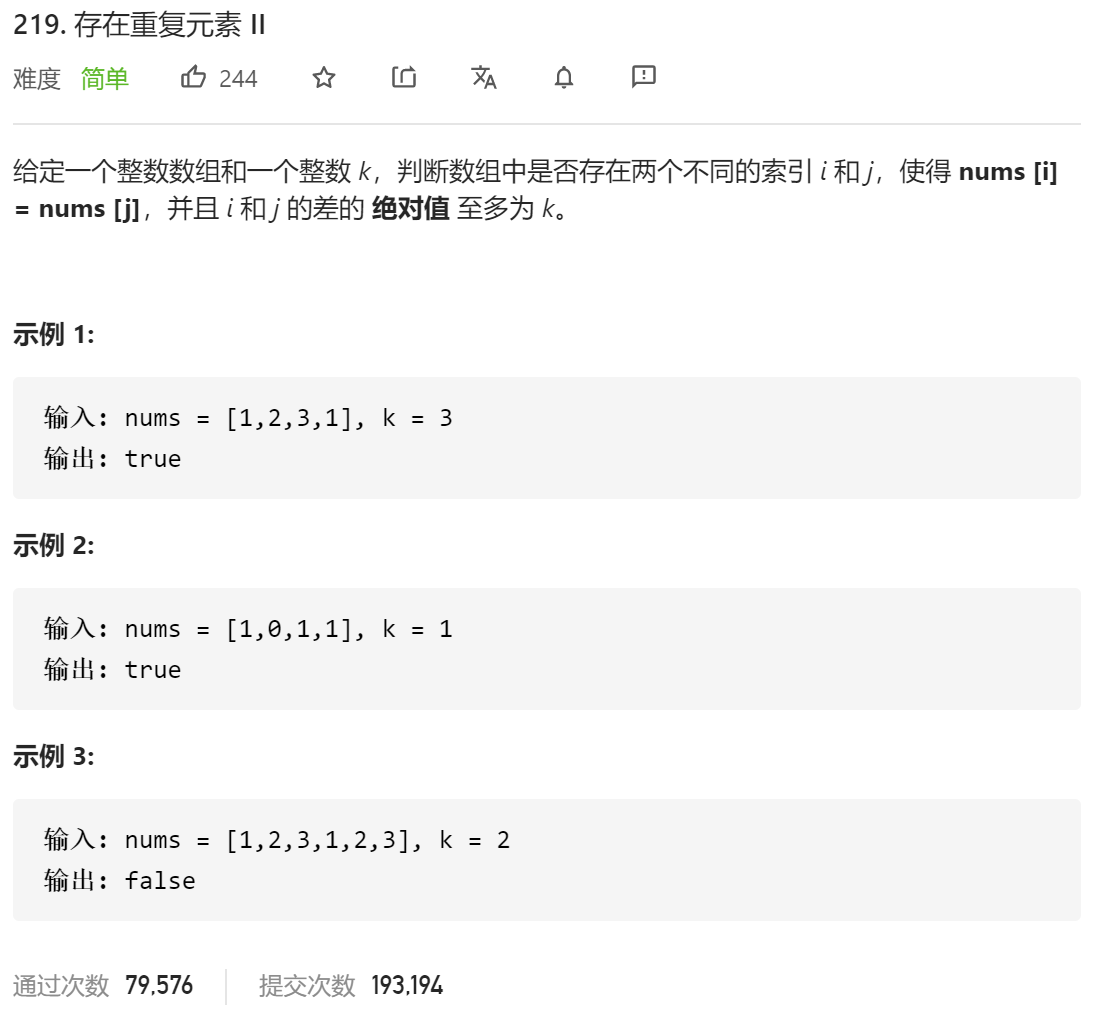 219. 存在重复元素 II
难度 简单 244
给定一个整数数组和一个整数 k，判断数组中是否存在两个不同的索引 i 和 j，使得 nums [i]
= nums [j]，并且 i 和 j 的差的 绝对值 至多为 k。
示例 1:
输入: nums = [1,2,3,1], k = 3
输出: true
示例 2:
输入: nums = [1,0,1,1], k = 1
输出: true
示例 3:
输入: nums = [1,2,3,1,2,3], k = 2
输出: false
通过次数 79,576 提交次数 193,194